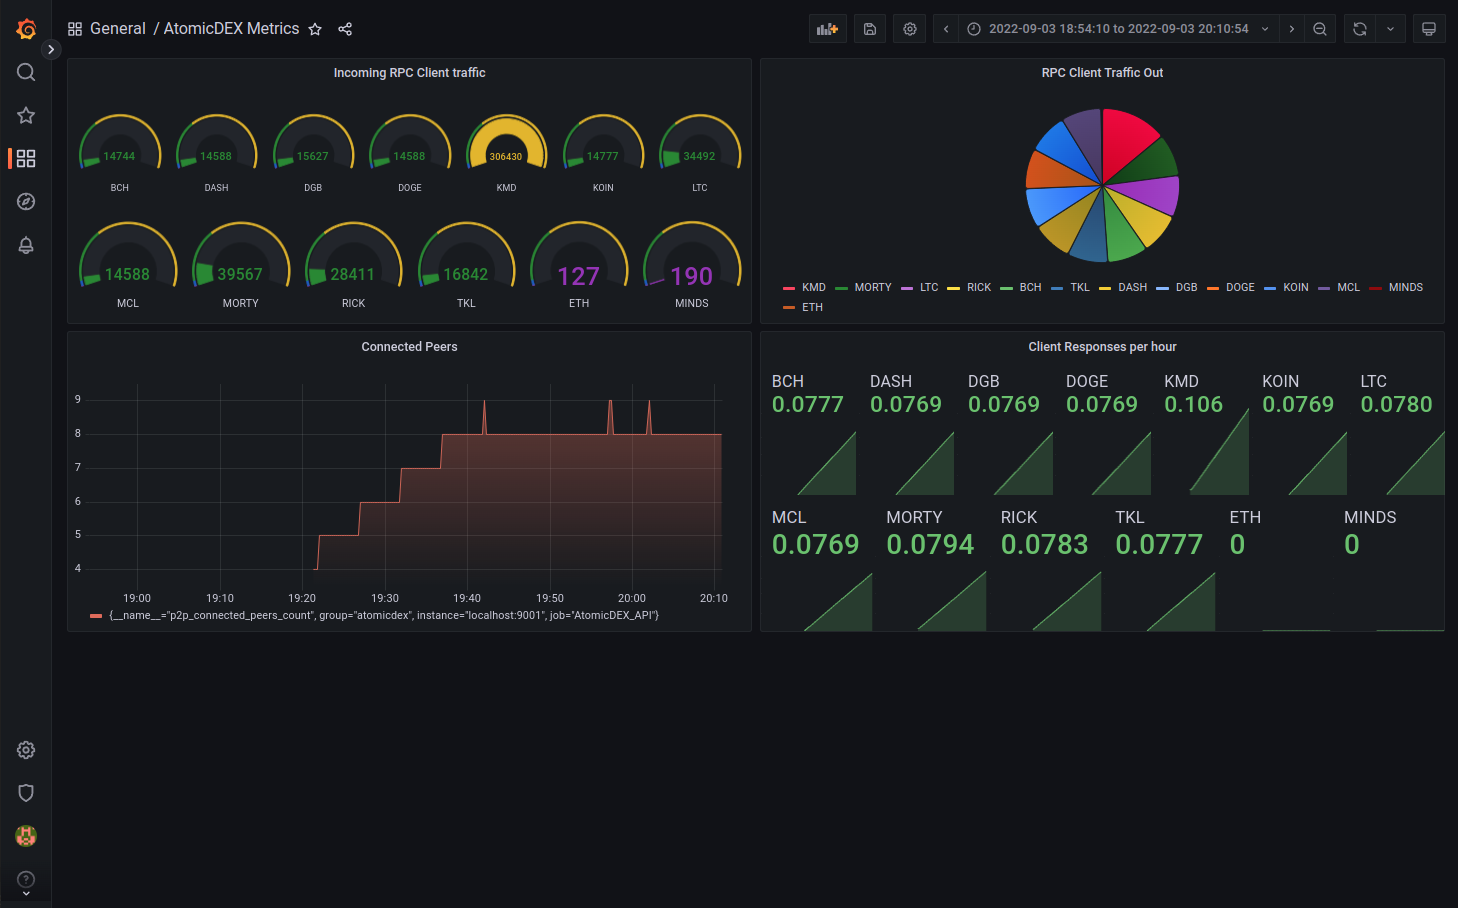 General / AtomicDEX Metrics
2022-09-03 18:54:10 to 2022-09-03 20:10:54
Incoming RPC Client traffic
14744 14588 15627 14588 306430 14777 34492
BCH DASH DGB DOGE KMD KOIN LTC
14588 39567 28411 16842 127 190
MCL MORTY RICK TKL ETH MINDS
RPC Client Traffic Out
KMD MORTY LTC RICK BCH TKL DASH DGB DOGE KOIN MCL MINDS
ETH
Connected Peers
9
8
7
6
5
4
19:00 19:10 19:20 19:30 19:40 19:50 20:00 20:10
{__name__="p2p_connected_peers_count", group="atomicdex", instance="localhost:9001", job="AtomicDEX_API"}
Client Responses per hour
BCH DASH DGB DOGE KMD KOIN LTC
0.0777 0.0769 0.0769 0.0769 0.106 0.0769 0.0780
MCL MORTY RICK TKL ETH MINDS
0.0769 0.0794 0.0783 0.0777 0 0